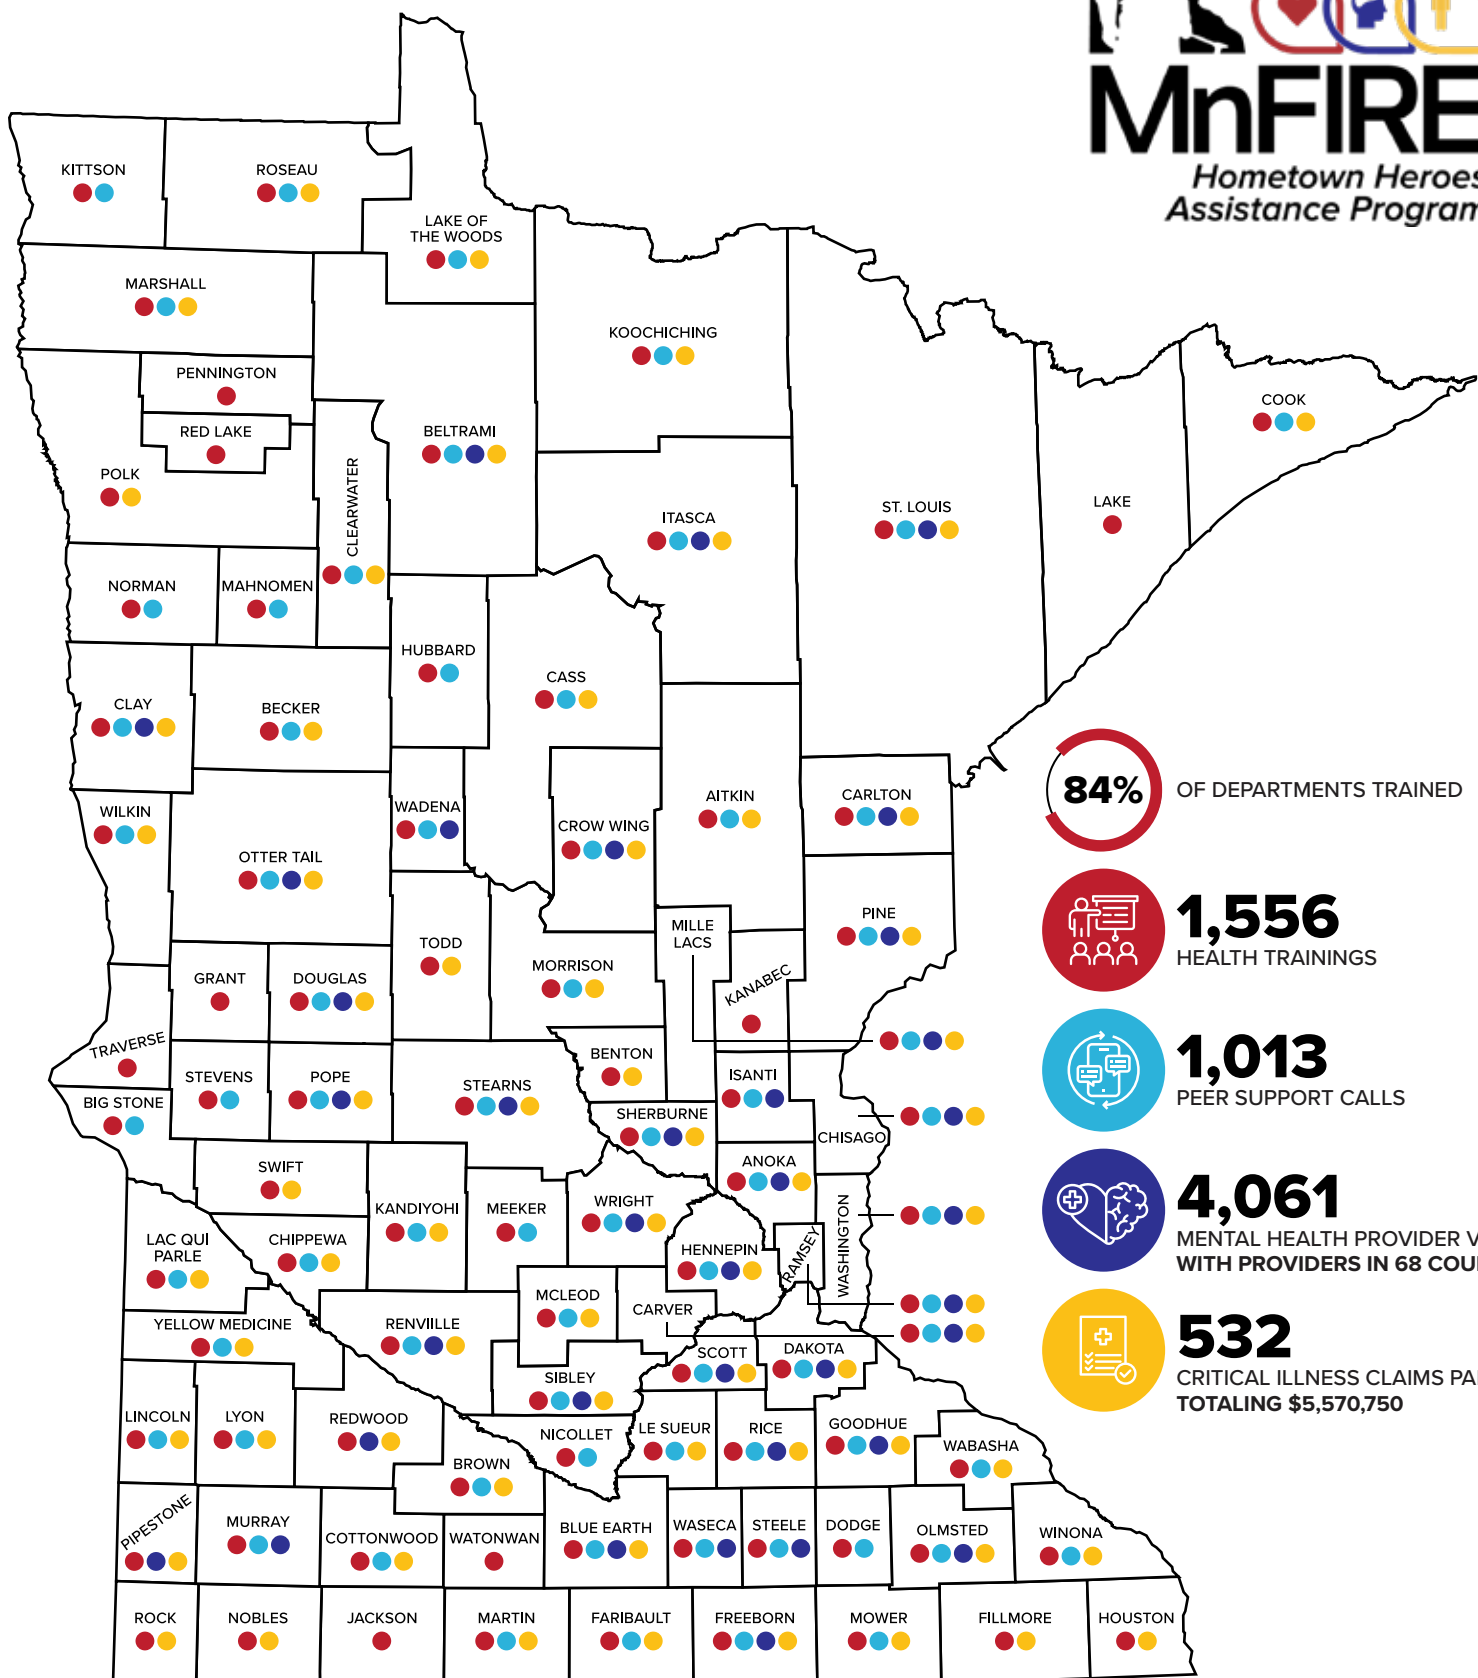 MnFIRE
Hometown Heroes
Assistance Program
KITTSON
ROSEAU
LAKE OF
THE WOODS
MARSHALL
KOOCHICHING
PENNINGTON
COOK
RED LAKE
BELTRAMI
POLK
CLEARWATER
ITASCA
ST. LOUIS
LAKE
NORMAN
MAHNOMEN
HUBBARD
CASS
CLAY
BECKER
WILKIN
WADENA
CROW WING
AITKIN
CARLTON
OTTER TAIL
84%
OF DEPARTMENTS TRAINED
PINE
MILLE
LACS
TODD
MORRISON
KANABEC
GRANT
DOUGLAS
1,556
HEALTH TRAININGS
TRAVERSE
BENTON
ISANTI
STEVENS
POPE
STEARNS
BIG STONE
SHERBURNE
CHISAGO
1,013
PEER SUPPORT CALLS
SWIFT
ANOKA
KANDIYOHI
MEEKER
WRIGHT
WASHINGTON
LAC QUI
PARLE
CHIPPEWA
HENNEPIN
RAMSEY
4,061
MENTAL HEALTH PROVIDER
WITH PROVIDERS IN 68
MCLEOD
CARVER
YELLOW MEDICINE
RENVILLE
SCOTT
DAKOTA
SIBLEY
532
CRITICAL ILLNESS CLAIMS
TOTALING $5,570,750
LINCOLN
LYON
REDWOOD
NICOLLET
LE SUEUR
RICE
GOODHUE
WABASHA
BROWN
PIPESTONE
MURRAY
COTTONWOOD
WATONWAN
BLUE EARTH
WASECA
STEELE
DODGE
OLMSTED
WINONA
ROCK
NOBLES
JACKSON
MARTIN
FARIBAULT
FREEBORN
MOWER
FILLMORE
HOUSTON